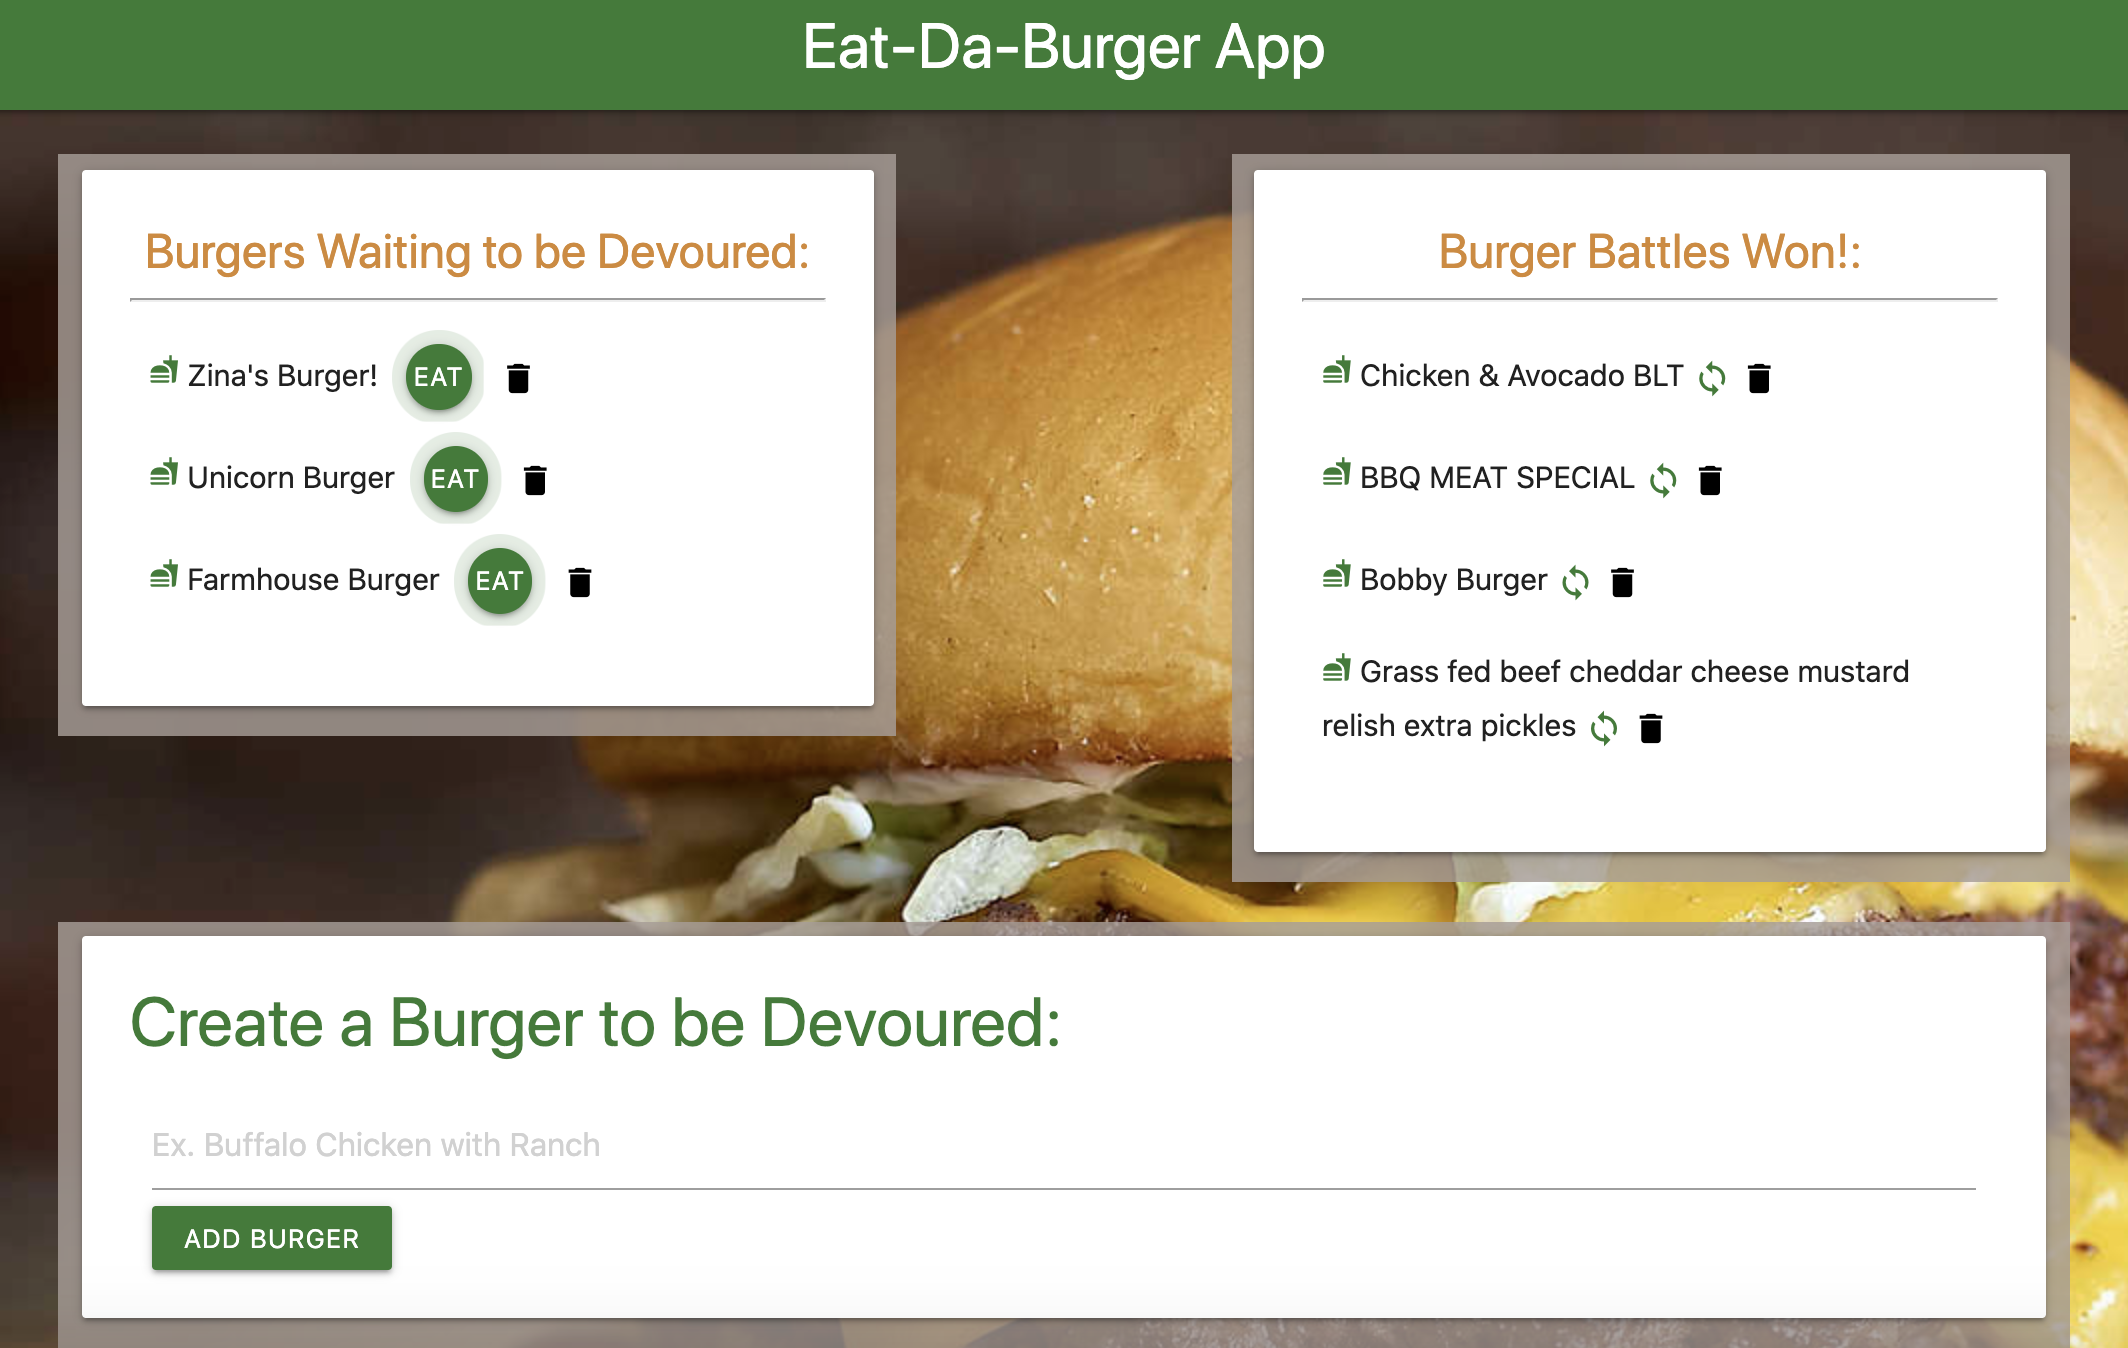 Eat-Da-Burger App
Burgers Waiting to be Devoured:
Zina's Burger! EAT
Unicorn Burger EAT
Farmhouse Burger EAT
Burger Battles Won!:
Chicken & Avocado BLT
BBQ MEAT SPECIAL
Bobby Burger
Grass fed beef cheddar cheese mustard
relish extra pickles
Create a Burger to be Devoured:
Ex. Buffalo Chicken with Ranch
ADD BURGER